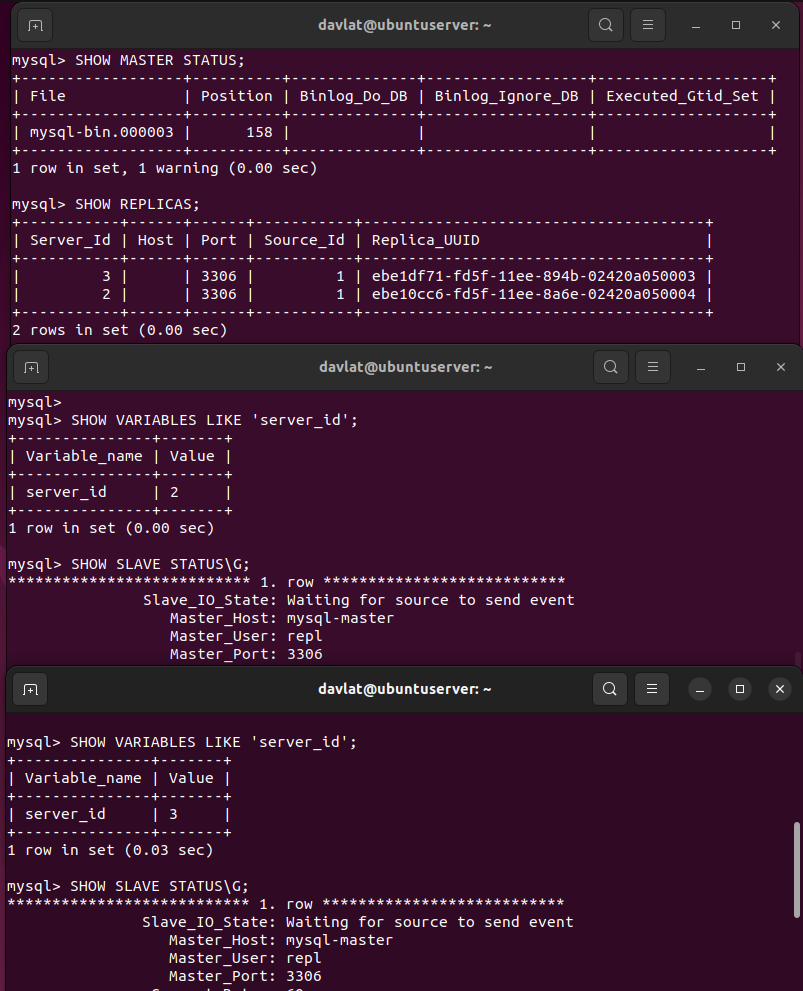 davlat@ubuntuserver: ~
mysql> SHOW MASTER STATUS;
+------------------+----------+--------------+------------------+-------------------+
| File             | Position | Binlog_Do_DB | Binlog_Ignore_DB | Executed_Gtid_Set |
+------------------+----------+--------------+------------------+-------------------+
| mysql-bin.000003 |      158 |              |                  |                   |
+------------------+----------+--------------+------------------+-------------------+
1 row in set, 1 warning (0.00 sec)
mysql> SHOW REPLICAS;
+-----------+------+------+-----------+--------------------------------------+
| Server_Id | Host | Port | Source_Id | Replica_UUID                         |
+-----------+------+------+-----------+--------------------------------------+
|         3 |      | 3306 |         1 | ebe1df71-fd5f-11ee-894b-02420a050003 |
|         2 |      | 3306 |         1 | ebe10cc6-fd5f-11ee-8a6e-02420a050004 |
+-----------+------+------+-----------+--------------------------------------+
2 rows in set (0.00 sec)
davlat@ubuntuserver: ~
mysql>
mysql> SHOW VARIABLES LIKE 'server_id';
+---------------+-------+
| Variable_name | Value |
+---------------+-------+
| server_id     | 2     |
+---------------+-------+
1 row in set (0.00 sec)
mysql> SHOW SLAVE STATUS\G;
*************************** 1. row ***************************
Slave_IO_State: Waiting for source to send event
Master_Host: mysql-master
Master_User: repl
Master_Port: 3306
davlat@ubuntuserver: ~
mysql> SHOW VARIABLES LIKE 'server_id';
+---------------+-------+
| Variable_name | Value |
+---------------+-------+
| server_id     | 3     |
+---------------+-------+
1 row in set (0.03 sec)
mysql> SHOW SLAVE STATUS\G;
*************************** 1. row ***************************
Slave_IO_State: Waiting for source to send event
Master_Host: mysql-master
Master_User: repl
Master_Port: 3306